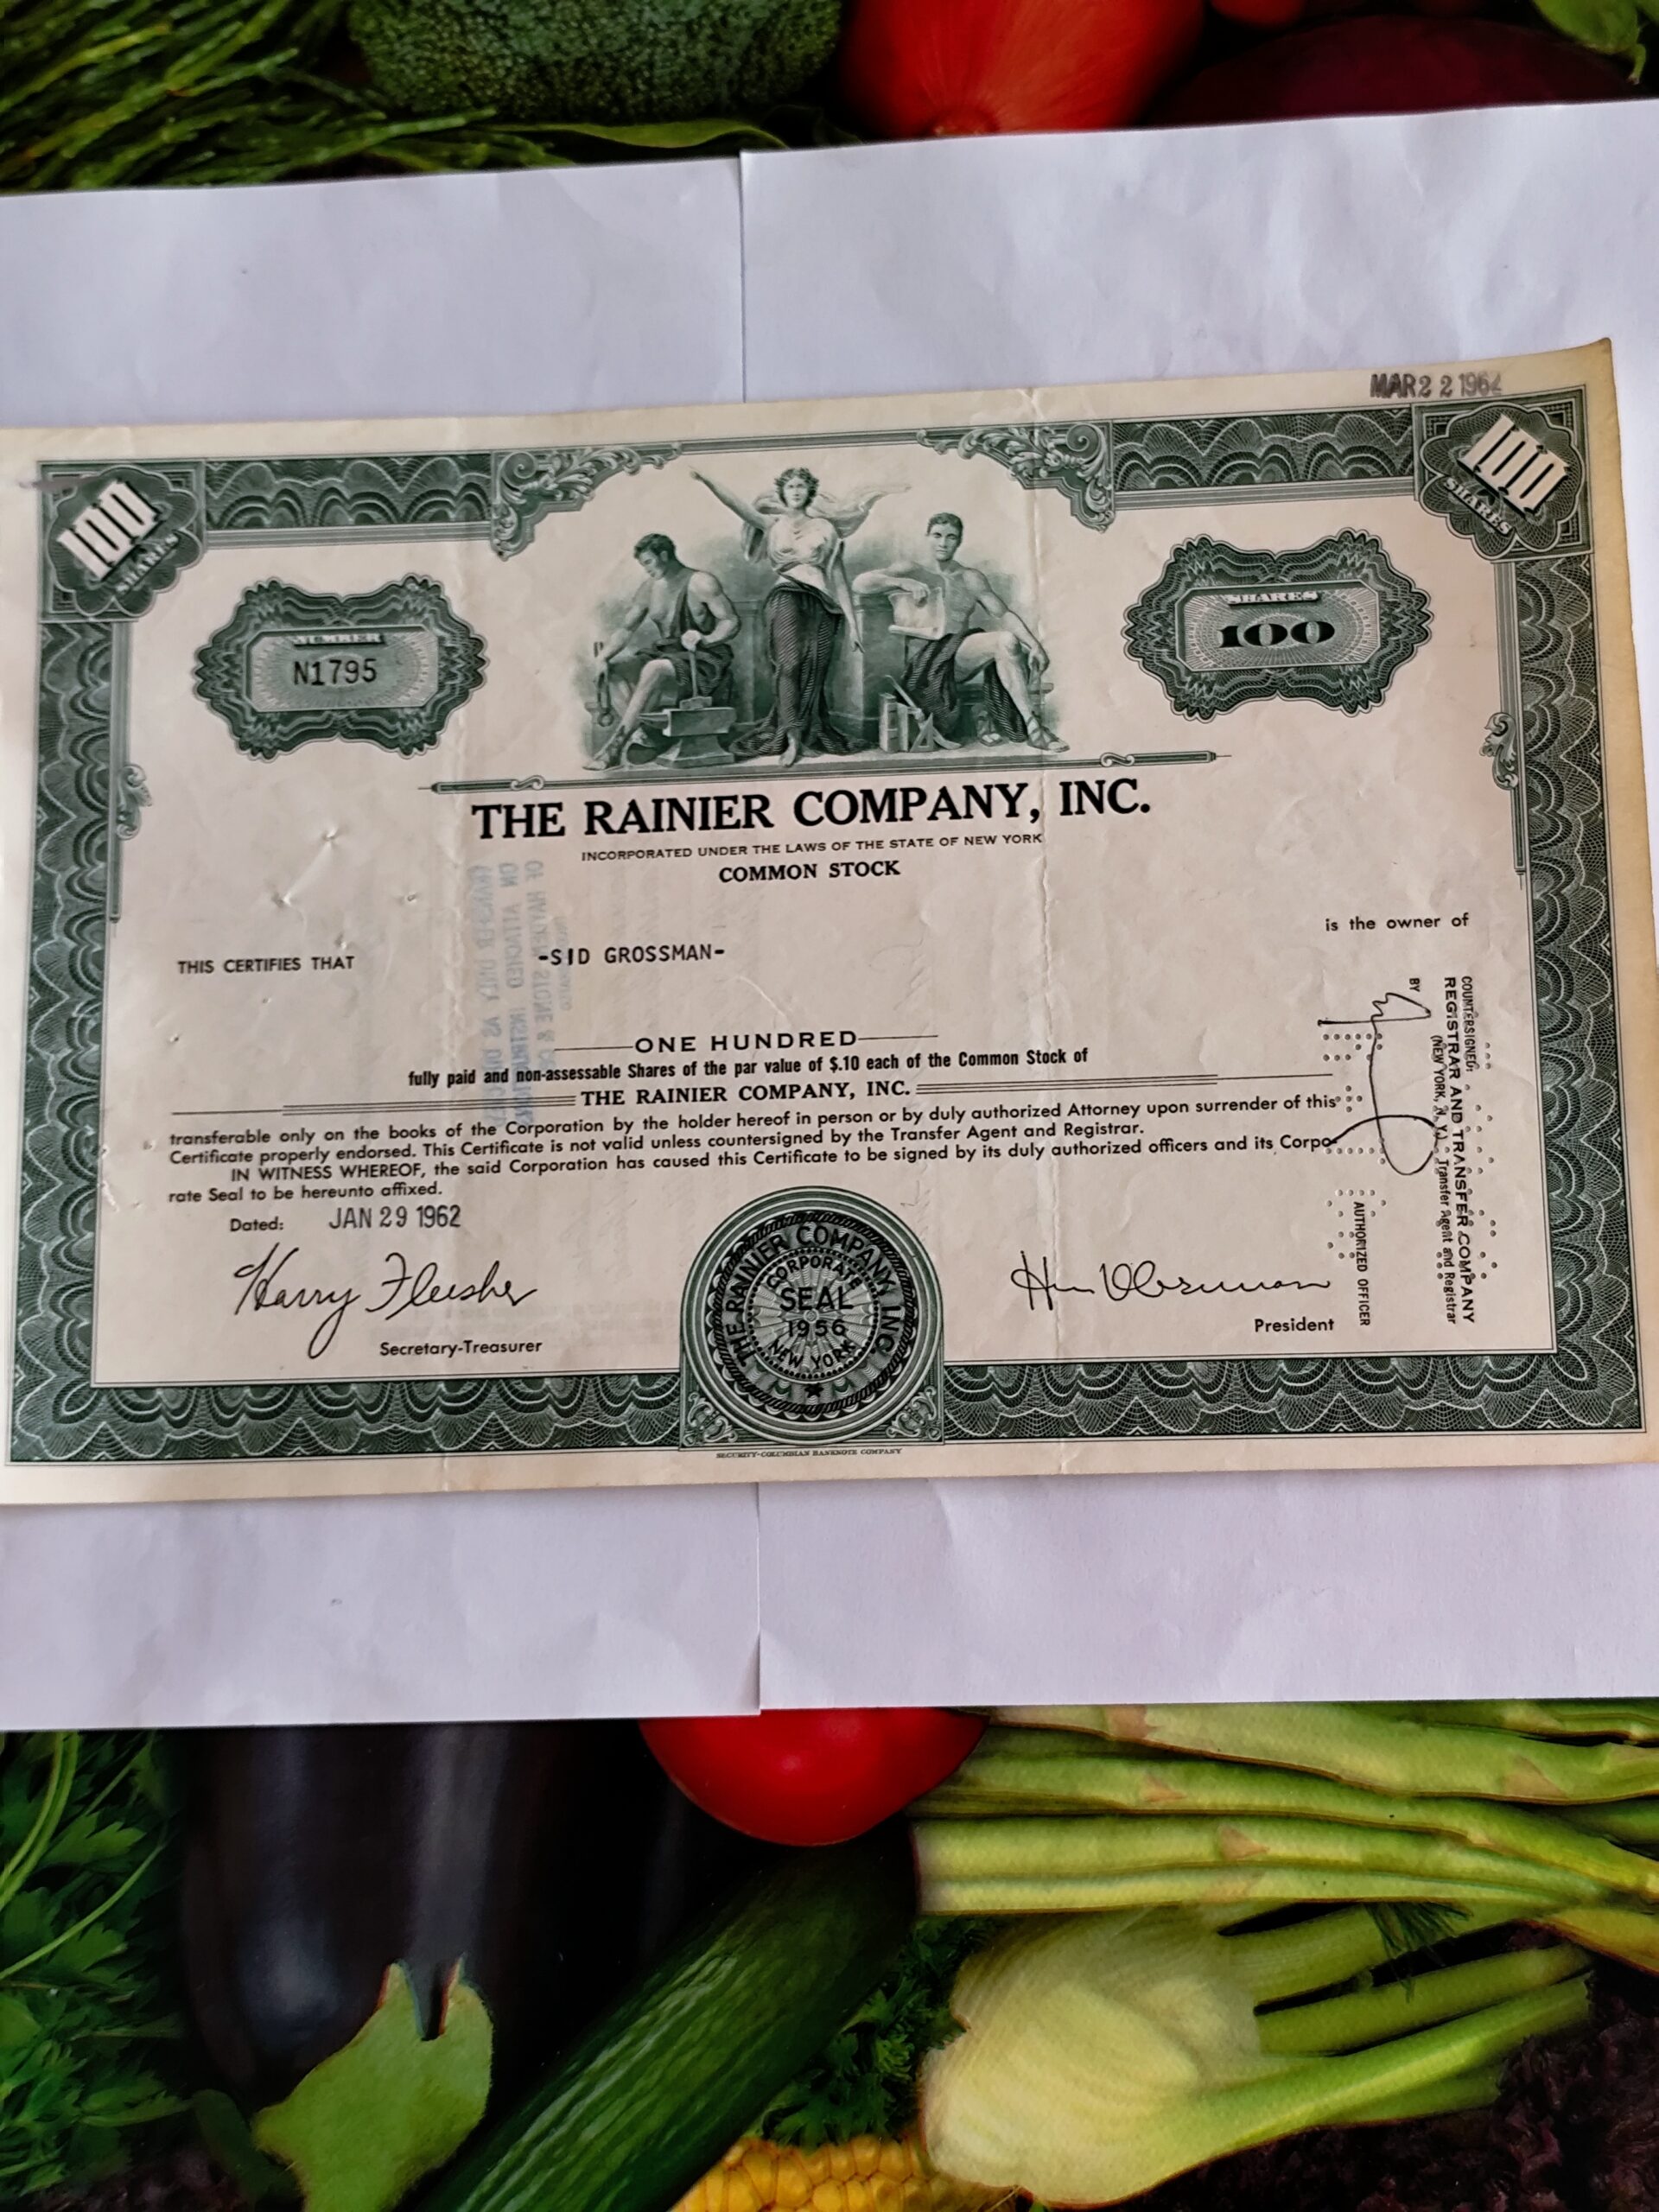 MAR 22 1962
100
SHARES
100
SHARES
NUMBER
N1795
SHARES
100
THE RAINIER COMPANY, INC.
INCORPORATED UNDER THE LAWS OF THE STATE OF NEW YORK
COMMON STOCK
is the owner of
THIS CERTIFIES THAT
-SID GROSSMAN-
ONE HUNDRED
fully paid and non-assessable Shares of the par value of $.10 each of the Common Stock of
THE RAINIER COMPANY, INC.
transferable only on the books of the Corporation by the holder hereof in person or by duly authorized Attorney upon surrender of this
Certificate properly endorsed. This Certificate is not valid unless countersigned by the Transfer Agent and Registrar.
IN WITNESS WHEREOF, the said Corporation has caused this Certificate to be signed by its duly authorized officers and its Corpo-
rate Seal to be hereunto affixed.
Dated: JAN 29 1962
Harry Fleisher
Secretary-Treasurer
President
THE RAINIER COMPANY, INC.
CORPORATE
SEAL
1956
NEW YORK
COUNTERSIGNED:
REGISTRAR AND TRANSFER COMPANY
(NEW YORK, N.Y.) Transfer Agent and Registrar
BY
AUTHORIZED OFFICER
SECURITY-COLUMBIAN BANKNOTE COMPANY